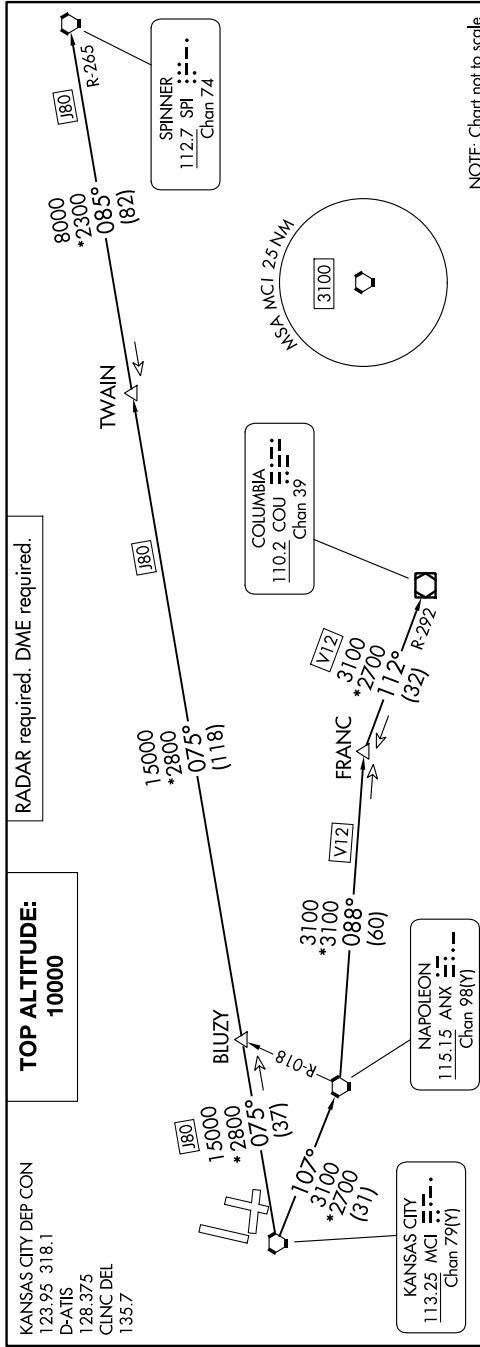 KANSAS CITY DEP CON
123.95 318.1
D-ATIS
128.375
CLNC DEL
135.7
TOP ALTITUDE:
10000
RADAR required. DME required.
J80
15000
*2800
075°
(37)
BLUZY
15000
*2800
075°
(118)
J80
TWAIN
8000
*2300
085°
(82)
J80
R-265
SPINNER
112.7 SPI
Chan 74
107°
3100
*2700
(31)
R-018
KANSAS CITY
113.25 MCI
Chan 79(Y)
NAPOLEON
115.15 ANX
Chan 98(Y)
3100
*3100
088°
(60)
V12
FRANC
V12
3100
*2700
112°
(32)
R-292
COLUMBIA
110.2 COU
Chan 39
MSA MCI 25 NM
3100
NOTE: Chart not to scale